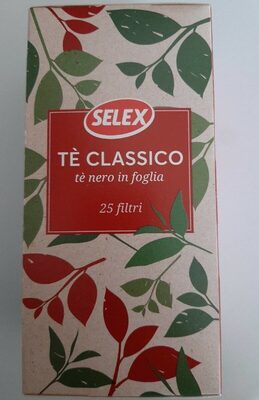 SELEX
TÈ CLASSICO
tè nero in foglia
25 filtri